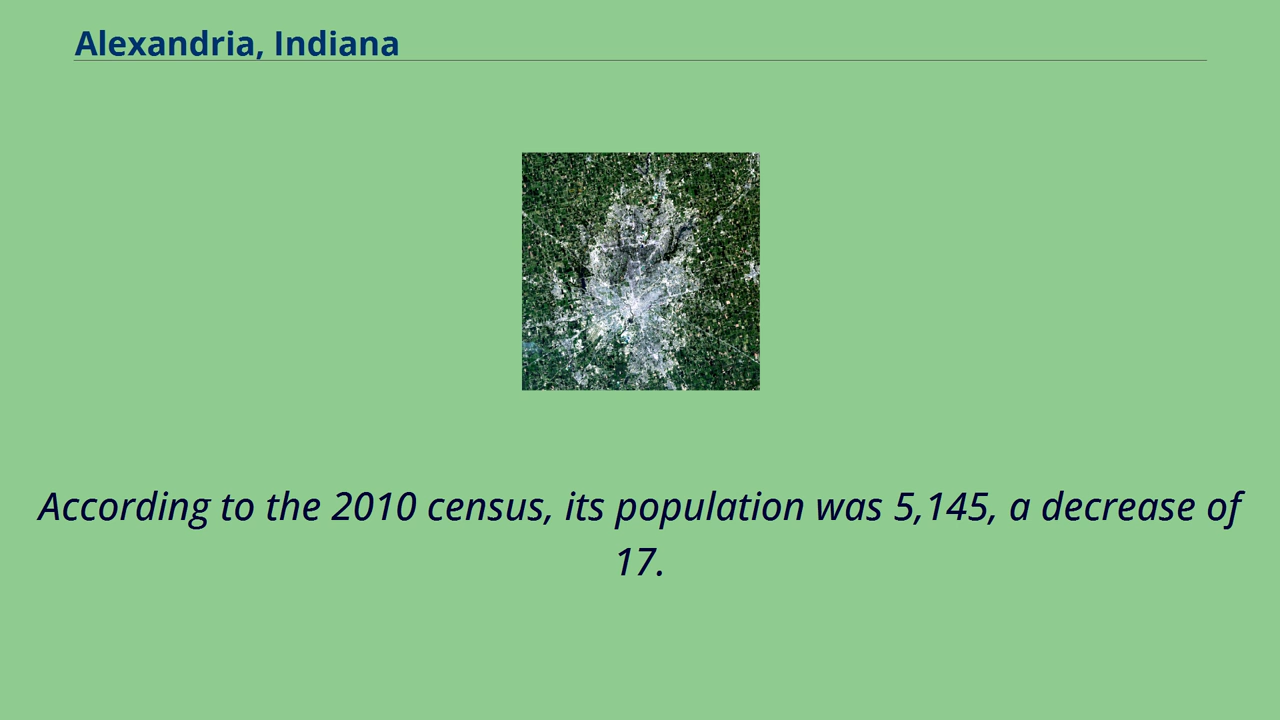 Alexandria, Indiana
According to the 2010 census, its population was 5,145, a decrease of
17.